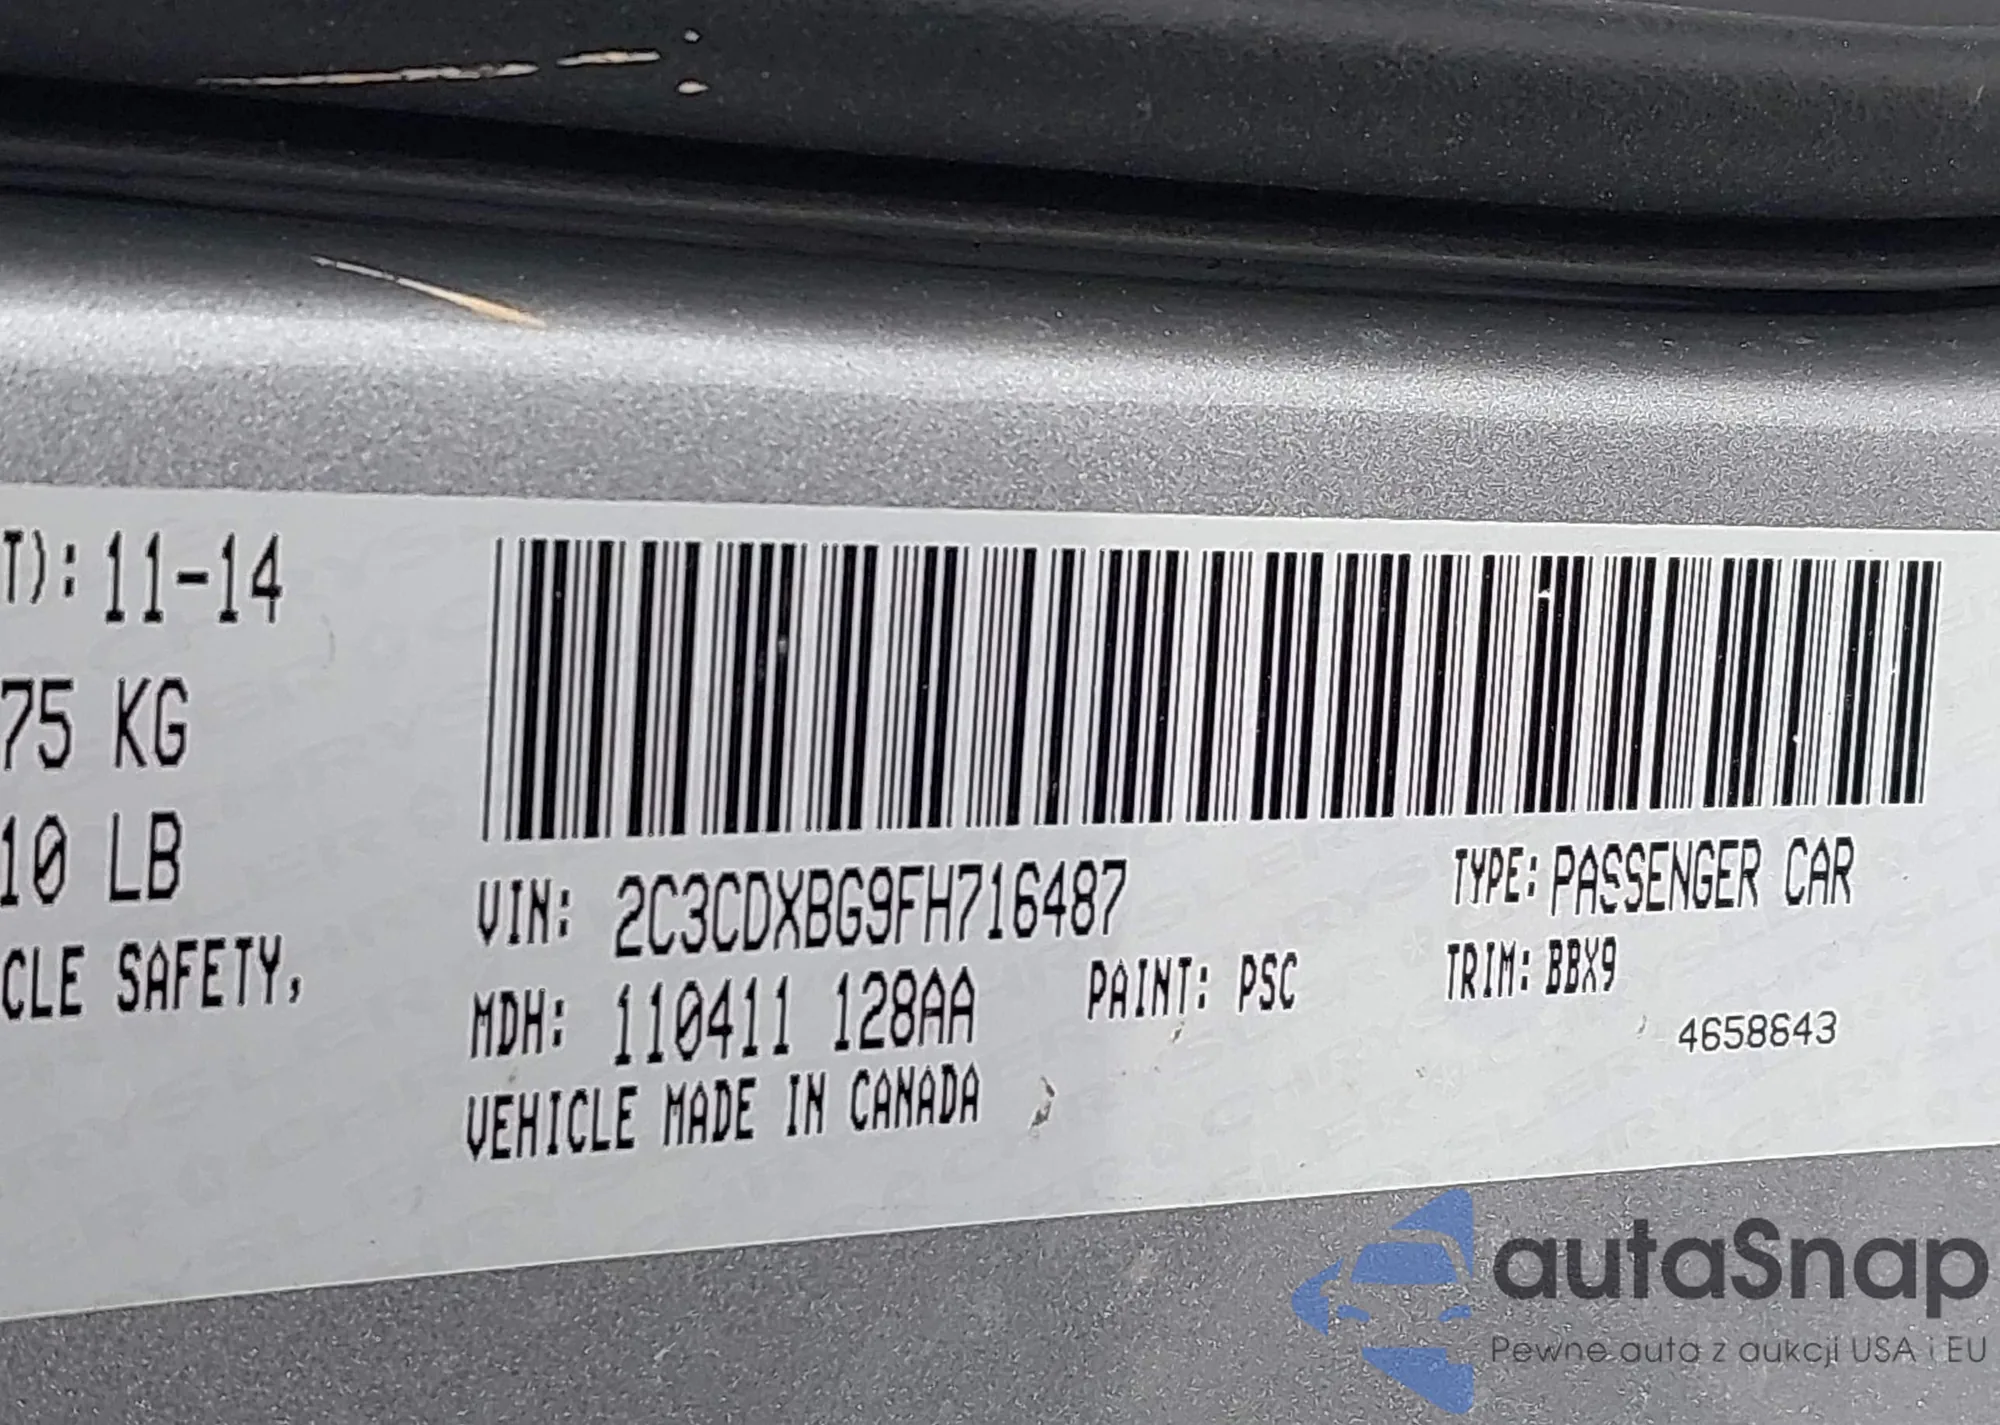 T): 11-14
75 KG
10 LB
CLE SAFETY,
VIN: 2C3CDXBG9FH716487
TYPE: PASSENGER CAR
MDH: 110411 128AA
PAINT: PSC
TRIM: BBX9
4658643
VEHICLE MADE IN CANADA
autaSnap
Pewne auta z aukcji USA i EU